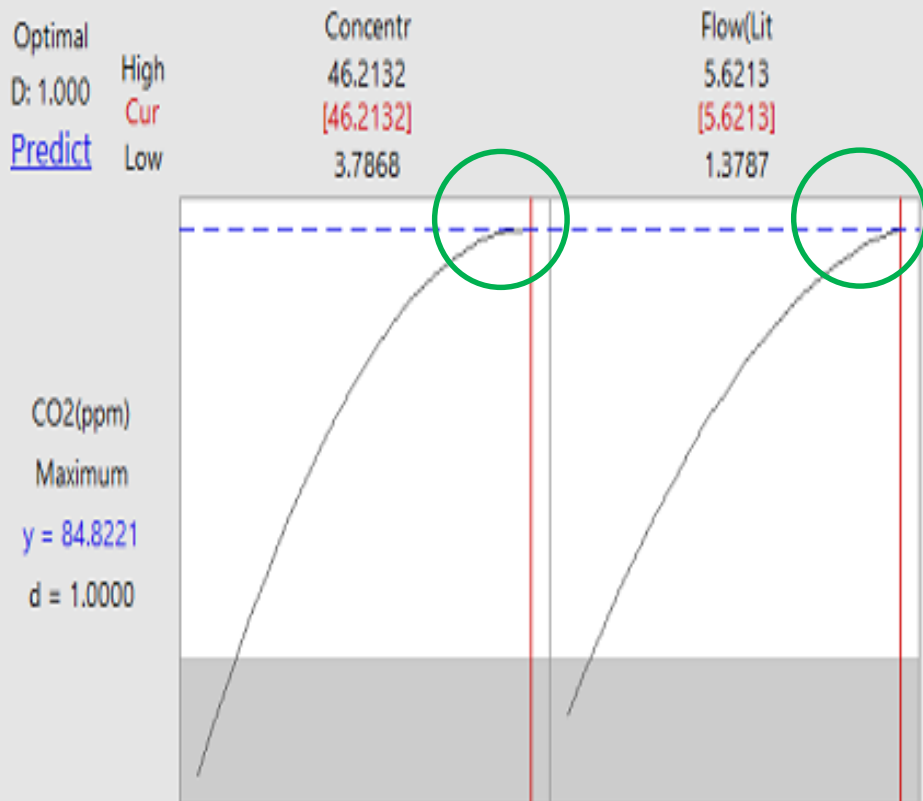 Optimal
D: 1.000
Predict
High
Cur
Low
Concentr
46.2132
[46.2132]
3.7868
Flow(Lit
5.6213
[5.6213]
1.3787
CO2(ppm)
Maximum
y = 84.8221
d = 1.0000